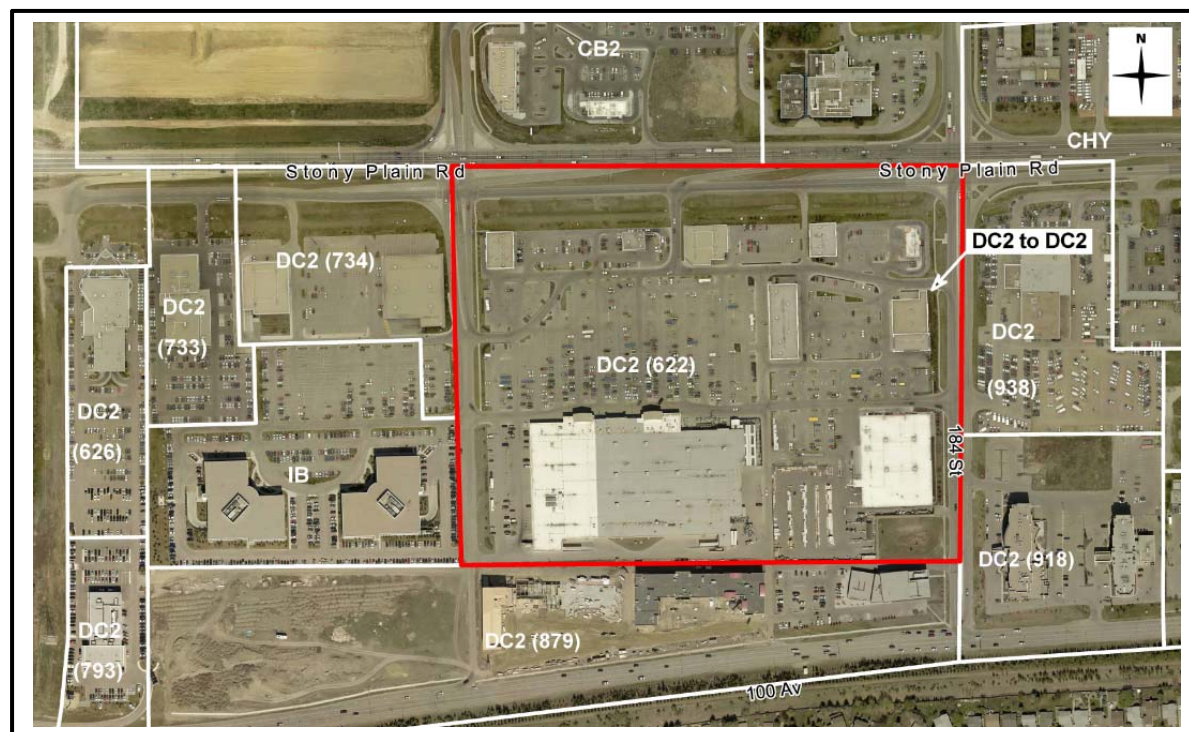 CB2
N
CHY
Stony Plain Rd
Stony Plain Rd
DC2 to DC2
DC2 (734)
DC2
(733)
DC2 (622)
DC2
(938)
DC2
(626)
184 St
IB
DC2 (918)
DC2
(793)
DC2 (879)
100 Av